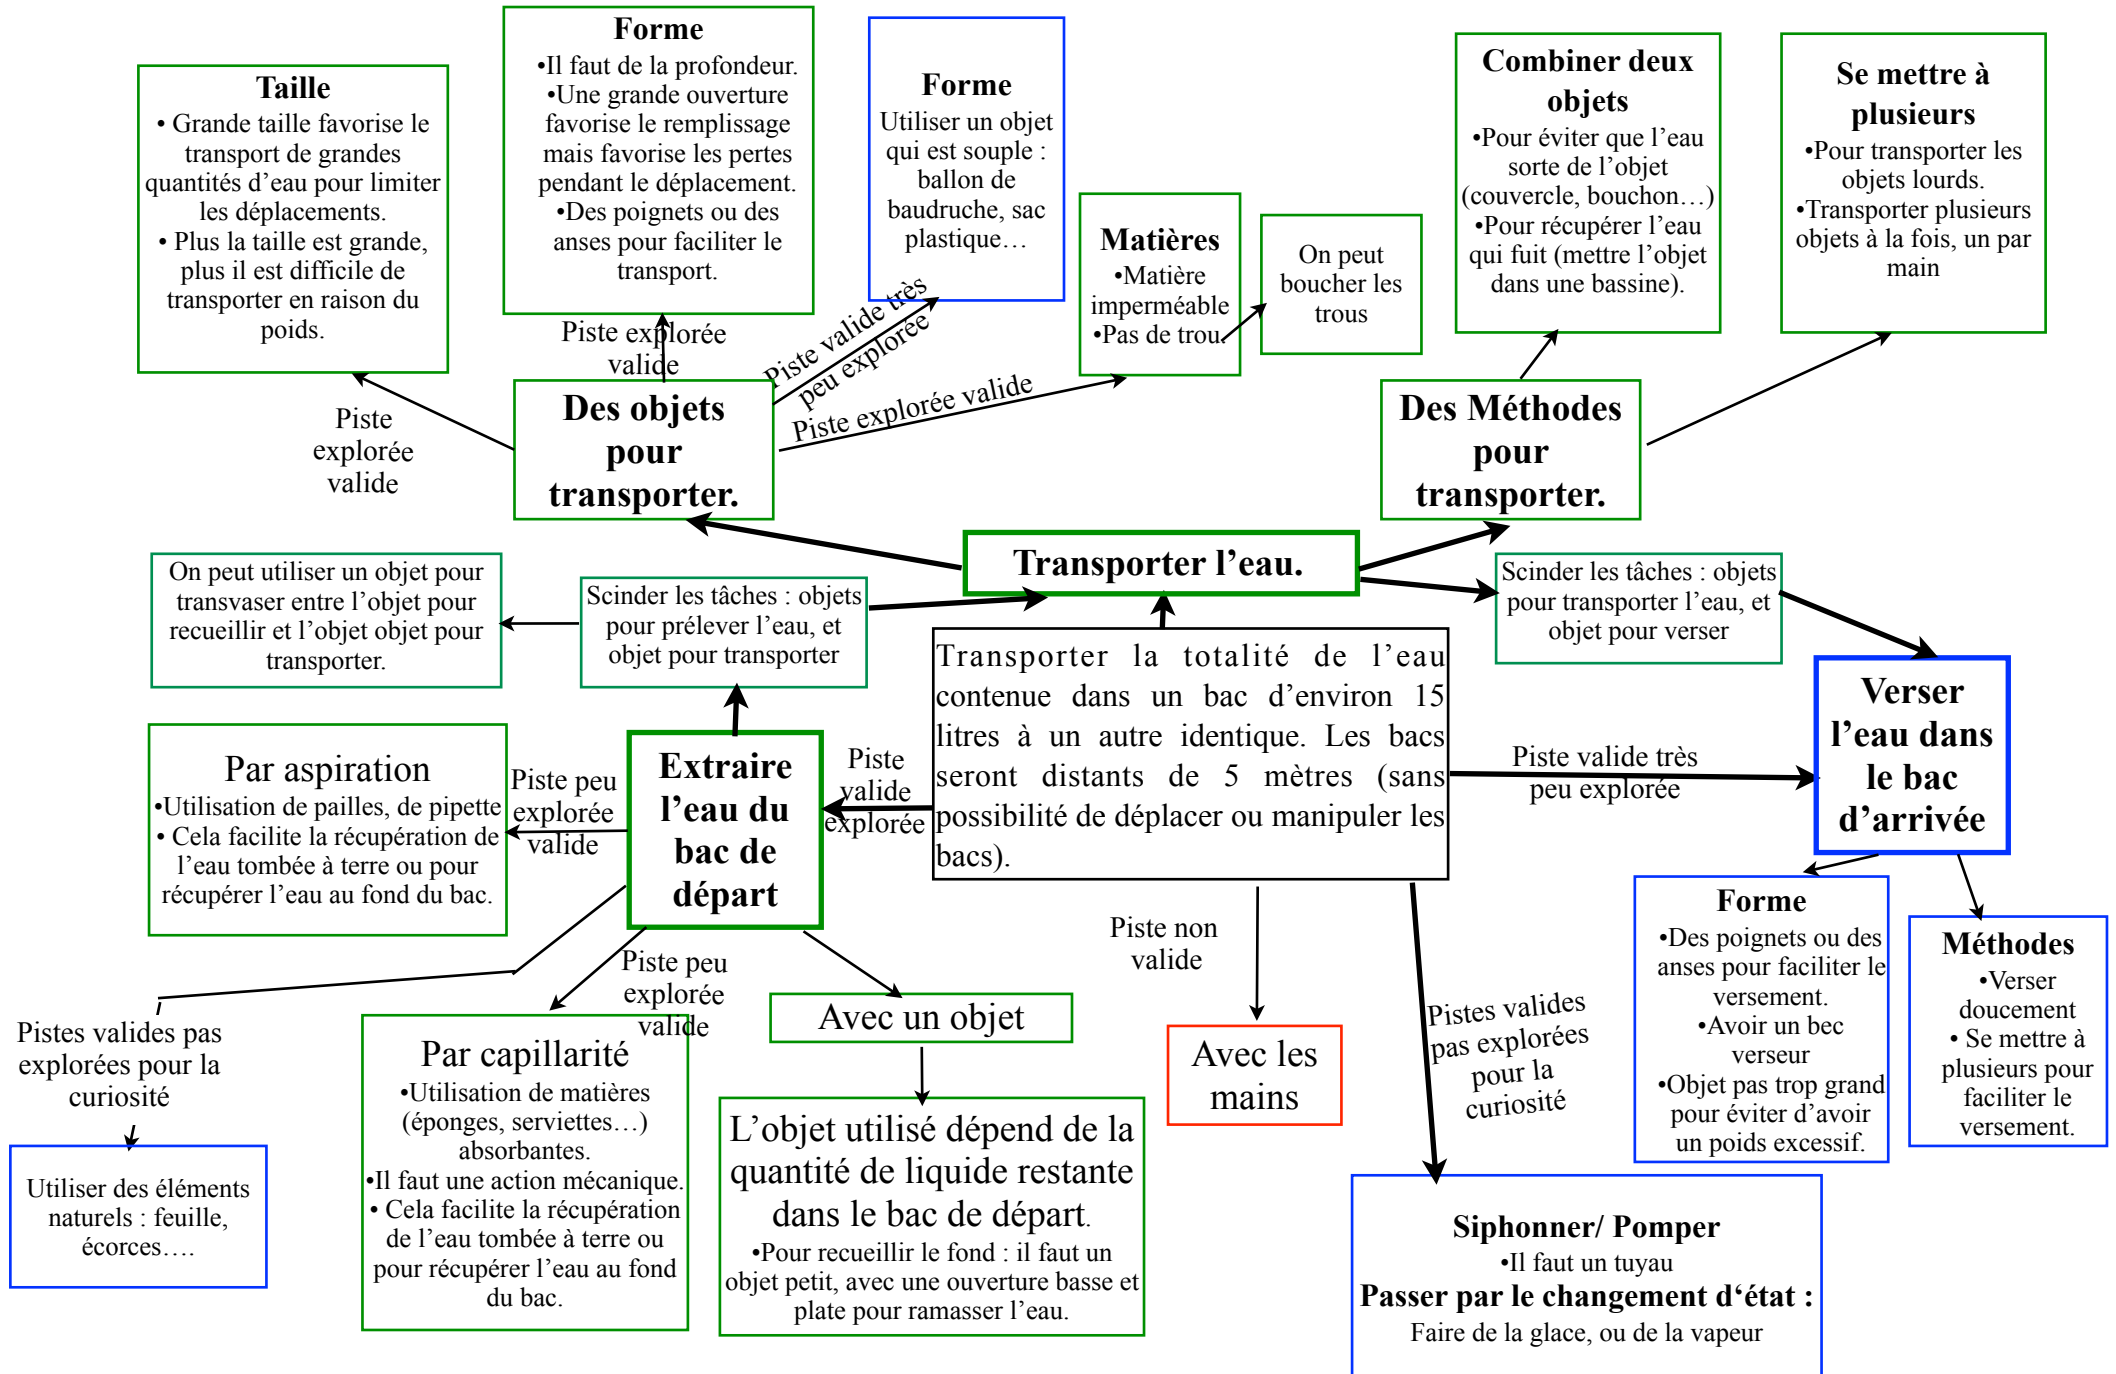 Forme
•Il faut de la profondeur.
•Une grande ouverture
favorise le remplissage
mais favorise les pertes
pendant le déplacement.
•Des poignets ou des
anses pour faciliter le
transport.
Taille
• Grande taille favorise le
transport de grandes
quantités d’eau pour limiter
les déplacements.
• Plus la taille est grande,
plus il est difficile de
transporter en raison du
poids.
Forme
Utiliser un objet
qui est souple :
ballon de
baudruche, sac
plastique…
Matières
•Matière
imperméable
•Pas de trou.
On peut
boucher les
trous
Combiner deux
objets
•Pour éviter que l’eau
sorte de l’objet
(couvercle, bouchon…)
•Pour récupérer l’eau
qui fuit (mettre l’objet
dans une bassine).
Se mettre à
plusieurs
•Pour transporter les
objets lourds.
•Transporter plusieurs
objets à la fois, un par
main
Piste
explorée
valide
Piste explorée
valide
Piste valide très
peu explorée
Piste explorée valide
Des objets
pour
transporter.
Des Méthodes
pour
transporter.
Transporter l’eau.
On peut utiliser un objet pour
transvaser entre l’objet pour
recueillir et l’objet objet pour
transporter.
Scinder les tâches : objets
pour prélever l’eau, et
objet pour transporter
Scinder les tâches : objets
pour transporter l’eau, et
objet pour verser
Transporter la totalité de l’eau
contenue dans un bac d’environ 15
litres à un autre identique. Les bacs
seront distants de 5 mètres (sans
possibilité de déplacer ou manipuler les
bacs).
Verser
l’eau dans
le bac
d’arrivée
Piste valide très
peu explorée
Piste
valide
explorée
Extraire
l’eau du
bac de
départ
Piste peu
explorée
valide
Par aspiration
•Utilisation de pailles, de pipette
• Cela facilite la récupération de
l’eau tombée à terre ou pour
récupérer l’eau au fond du bac.
Pistes valides pas
explorées pour la
curiosité
Utiliser des éléments
naturels : feuille,
écorces….
Piste peu
explorée
valide
Par capillarité
•Utilisation de matières
(éponges, serviettes…)
absorbantes.
•Il faut une action mécanique.
• Cela facilite la récupération
de l’eau tombée à terre ou
pour récupérer l’eau au fond
du bac.
Avec un objet
L’objet utilisé dépend de la
quantité de liquide restante
dans le bac de départ.
•Pour recueillir le fond : il faut un
objet petit, avec une ouverture basse et
plate pour ramasser l’eau.
Piste non
valide
Avec les
mains
Pistes valides
pas explorées
pour la
curiosité
Siphonner/ Pomper
•Il faut un tuyau
Passer par le changement d‘état :
Faire de la glace, ou de la vapeur
Forme
•Des poignets ou des
anses pour faciliter le
versement.
•Avoir un bec
verseur
•Objet pas trop grand
pour éviter d’avoir
un poids excessif.
Méthodes
•Verser
doucement
• Se mettre à
plusieurs pour
faciliter le
versement.